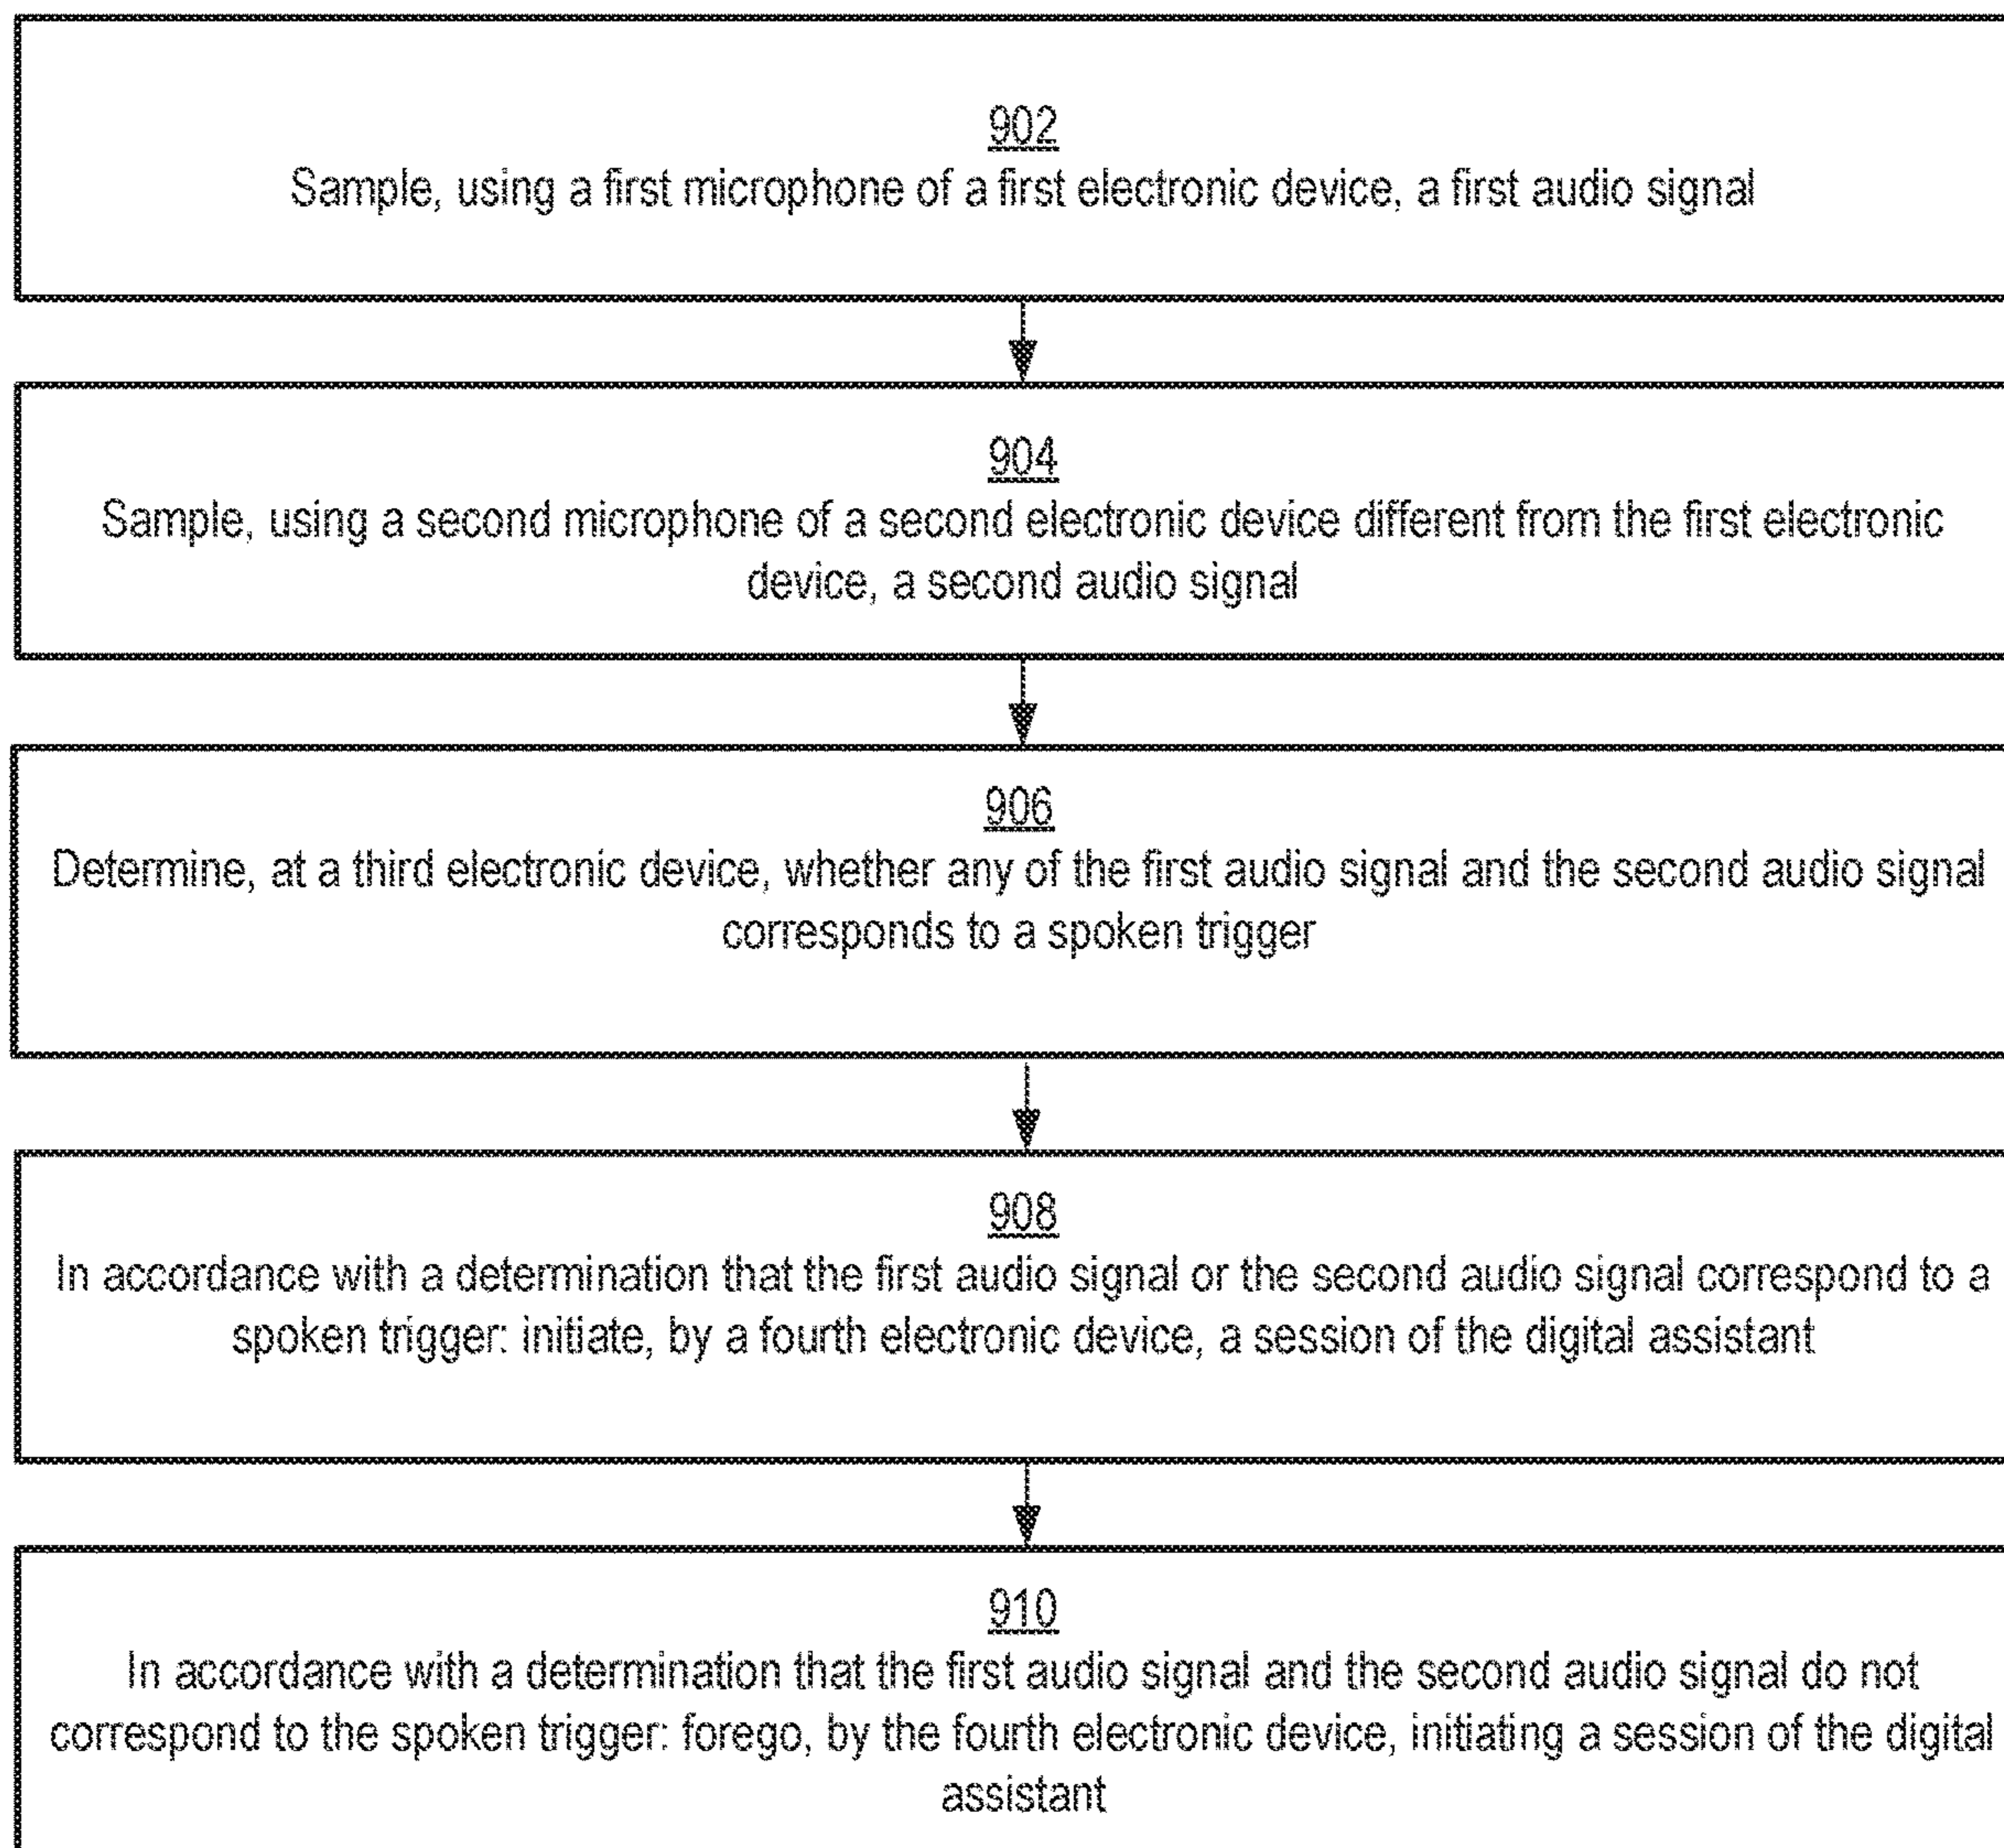 902
Sample, using a first microphone of a first electronic device, a first audio signal
904
Sample, using a second microphone of a second electronic device different from the first electronic
device, a second audio signal
906
Determine, at a third electronic device, whether any of the first audio signal and the second audio signal
corresponds to a spoken trigger
908
In accordance with a determination that the first audio signal or the second audio signal correspond to a
spoken trigger: initiate, by a fourth electronic device, a session of the digital assistant
910
In accordance with a determination that the first audio signal and the second audio signal do not
correspond to the spoken trigger: forego, by the fourth electronic device, initiating a session of the digital
assistant